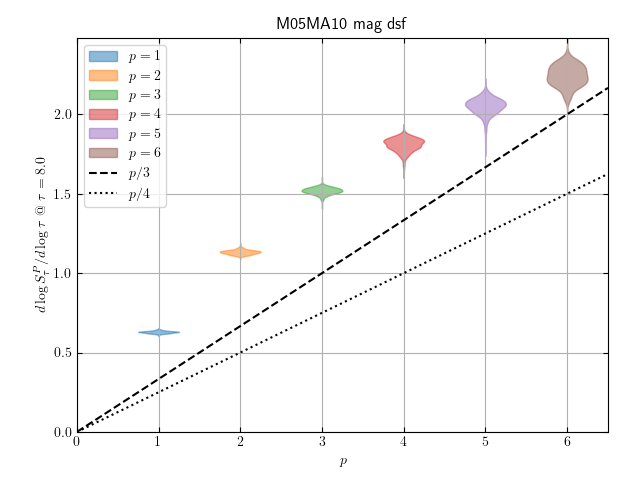 M05MA10 mag dsf
p = 1
p = 2
p = 3
p = 4
p = 5
p = 6
p/3
p/4
d log S_τ^P / d log τ @ τ = 8.0
2.0
1.5
1.0
0.5
0.0
0 1 2 3 4 5 6
p